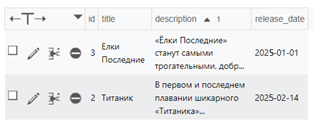 id title description 1 release_date
3 Елки Последние «Ёлки Последние» 2025-01-01
станут самыми
трогательными, добр...
2 Титаник В первом и последнем 2025-02-14
плавании шикарного
«Титаника»...